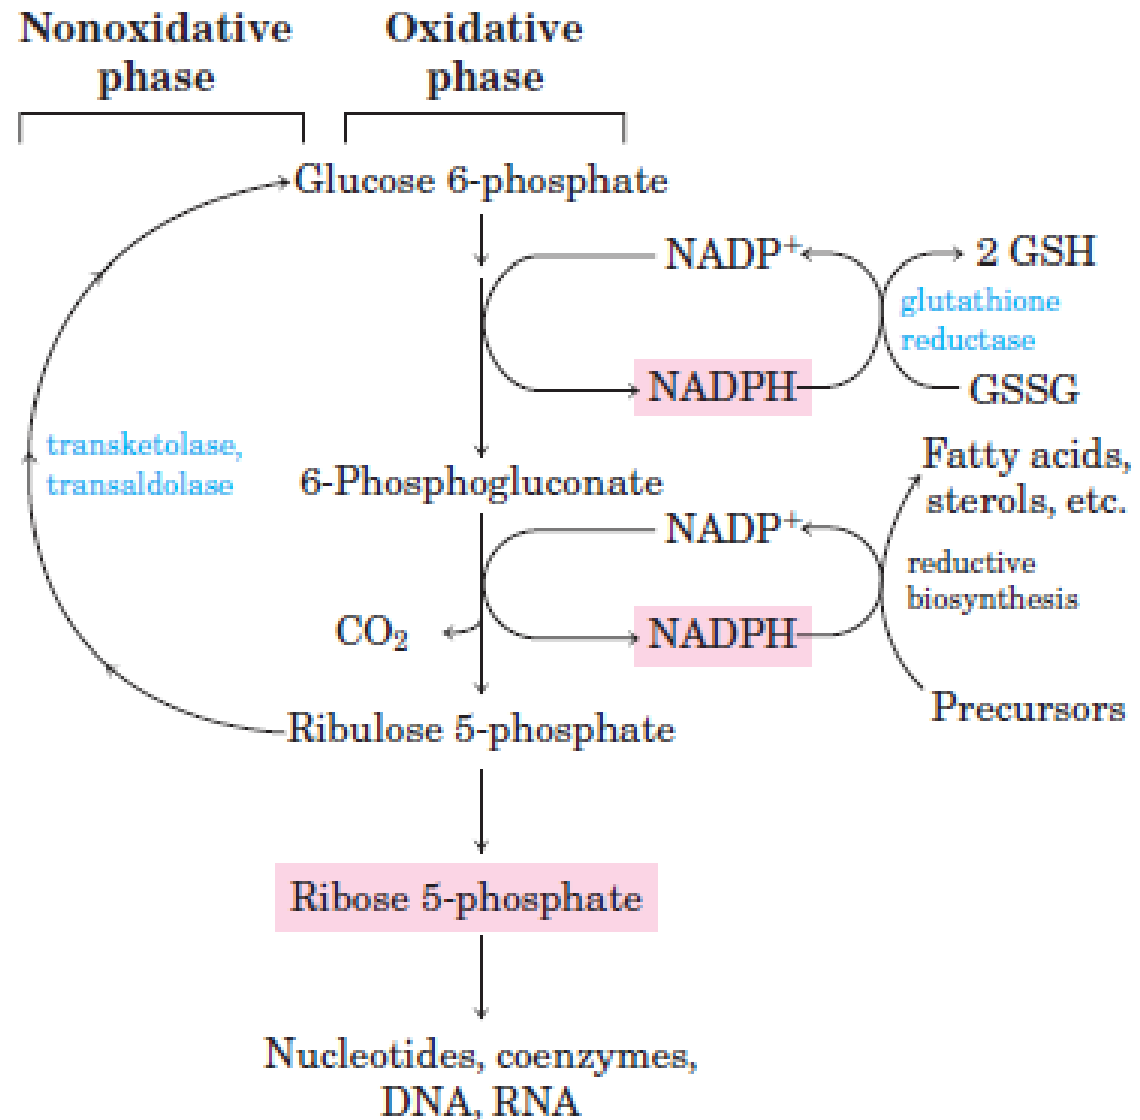 Nonoxidative
phase
Oxidative
phase
Glucose 6-phosphate
NADP+
2 GSH
glutathione
reductase
NADPH
GSSG
transketolase,
transaldolase
6-Phosphogluconate
Fatty acids,
sterols, etc.
NADP+
reductive
biosynthesis
CO2
NADPH
Precursors
Ribulose 5-phosphate
Ribose 5-phosphate
Nucleotides, coenzymes,
DNA, RNA